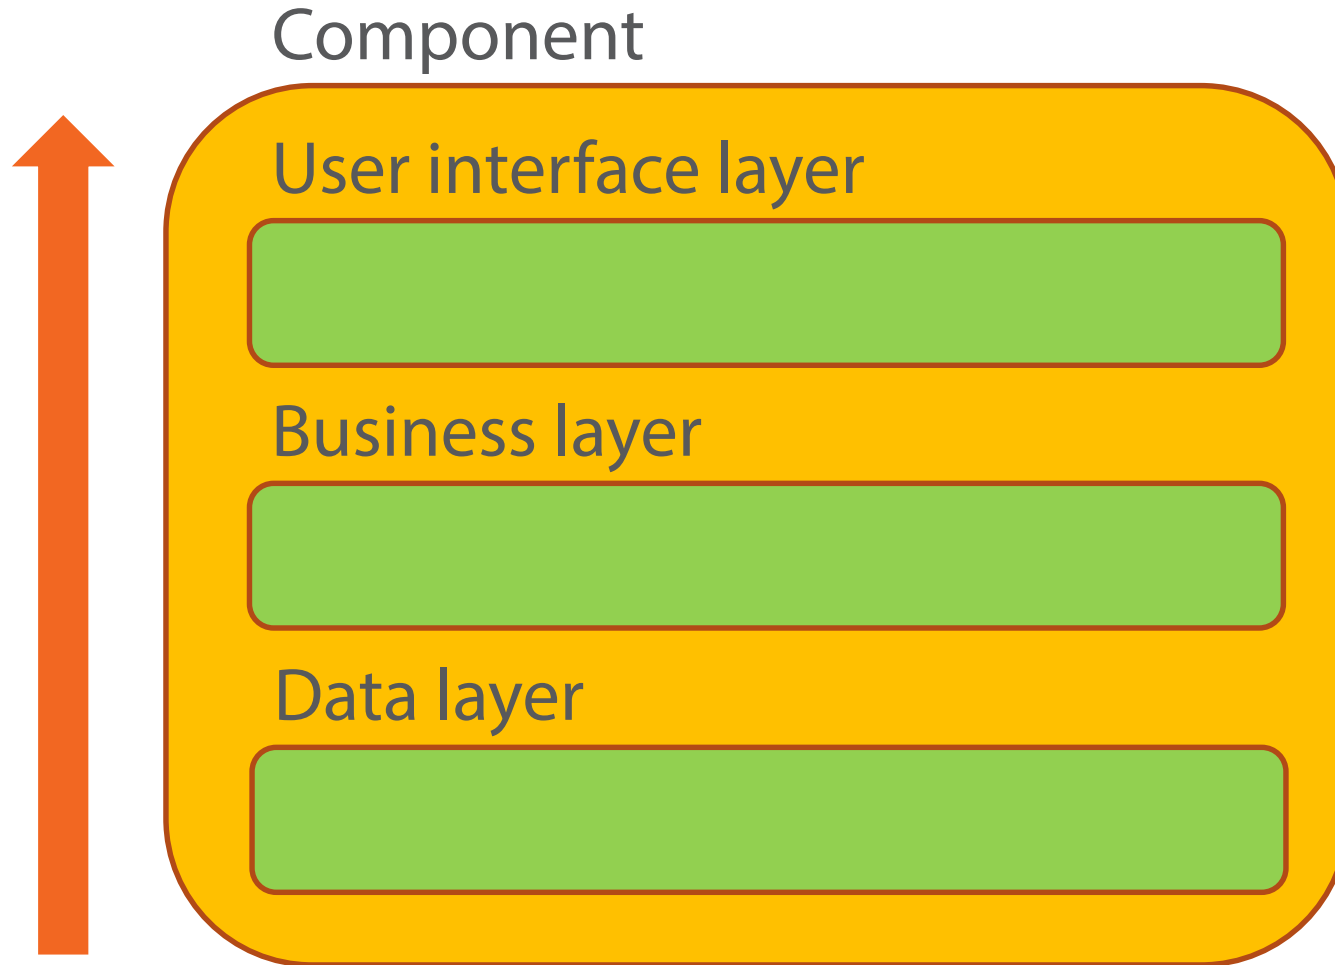 Component
User interface layer
Business layer
Data layer